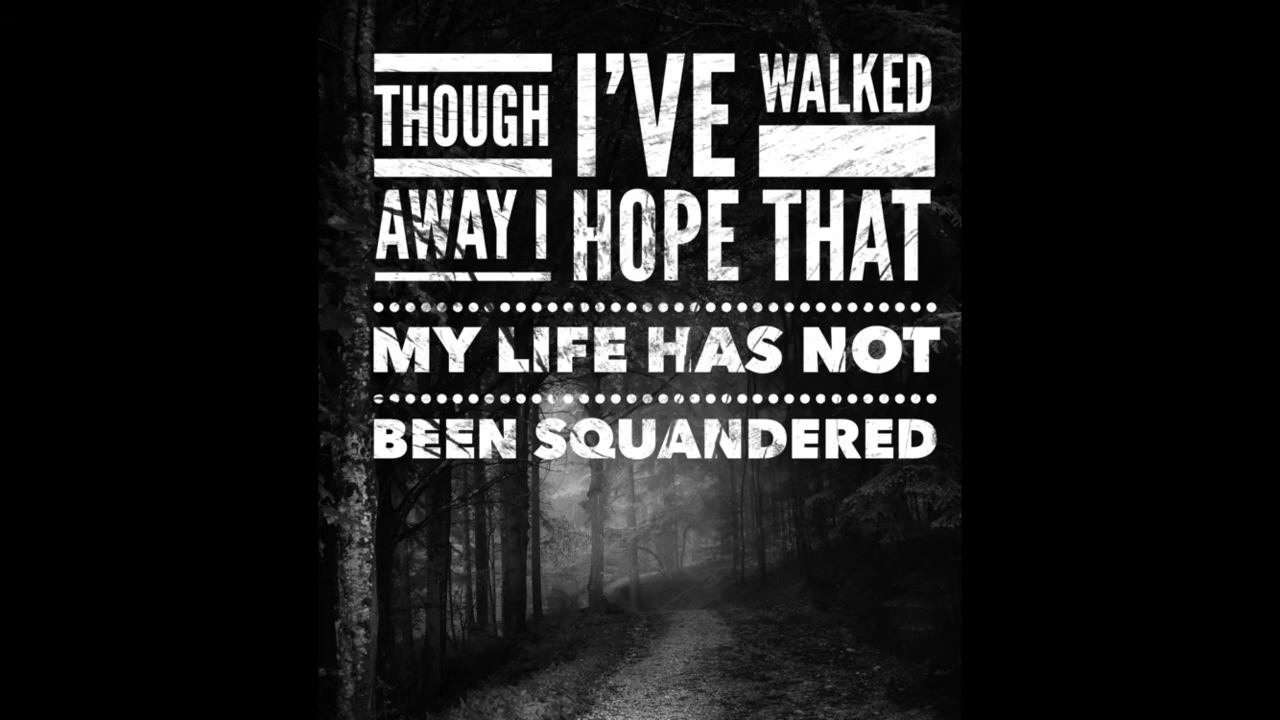 THOUGH I'VE WALKED
AWAY I HOPE THAT
MY LIFE HAS NOT
BEEN SQUANDERED